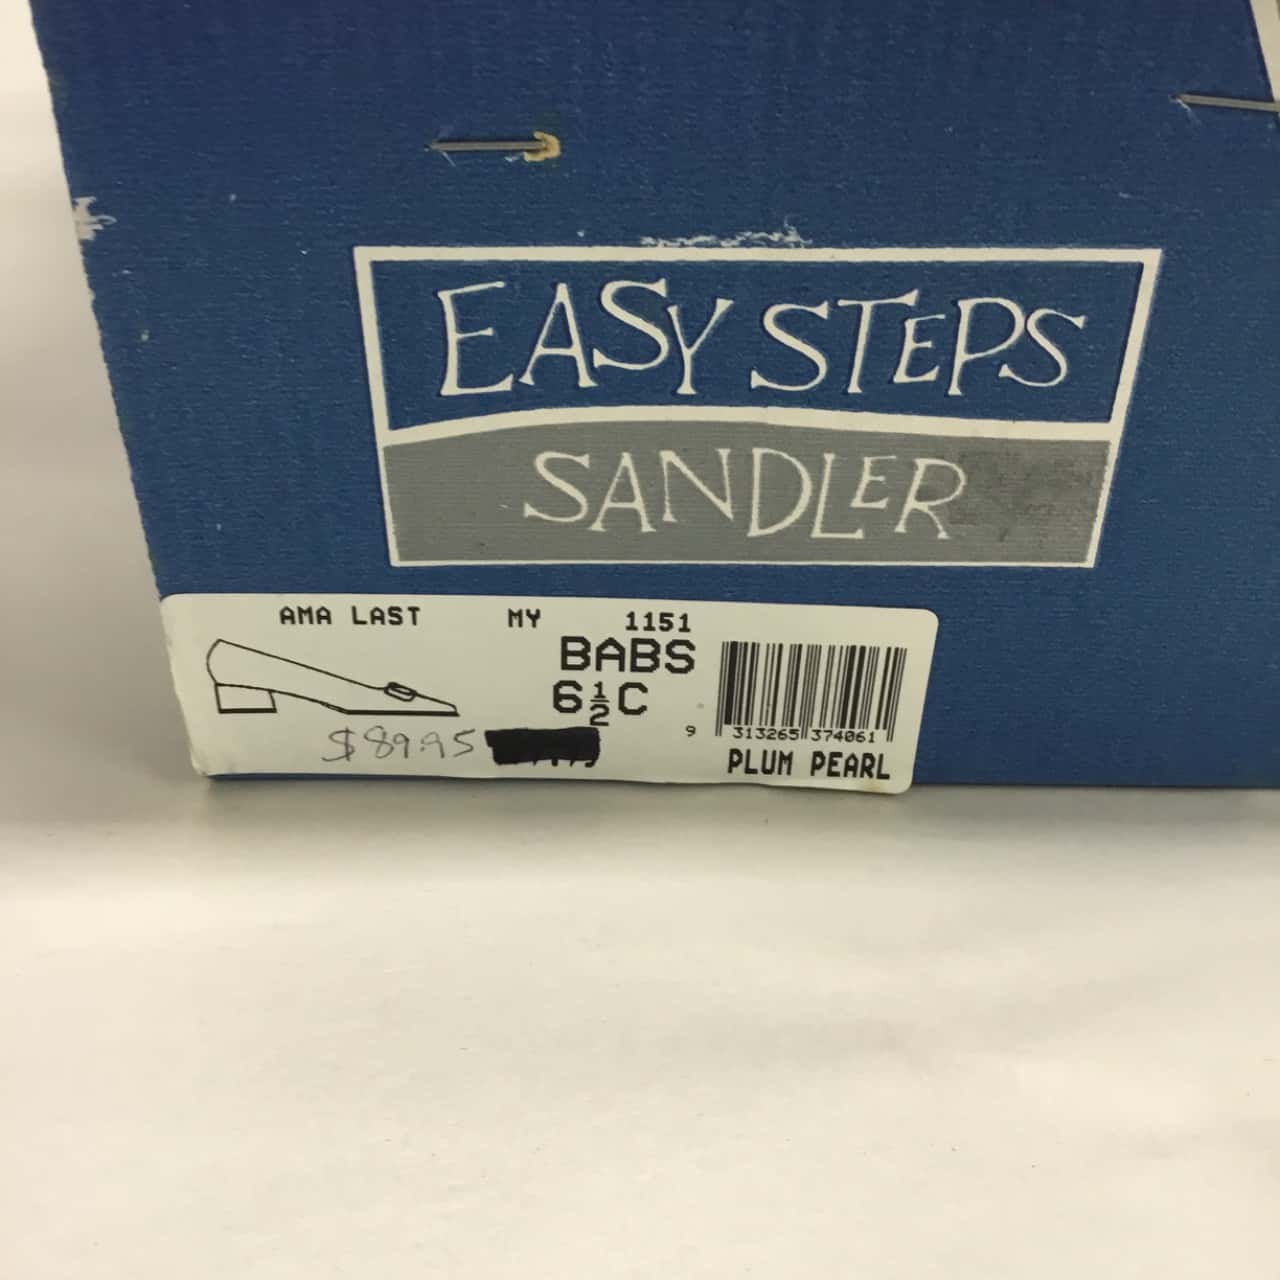 EASY STEPS
SANDLER
AMA LAST MY 1151
BABS
6½C
$89.95
9 313265 374061
PLUM PEARL